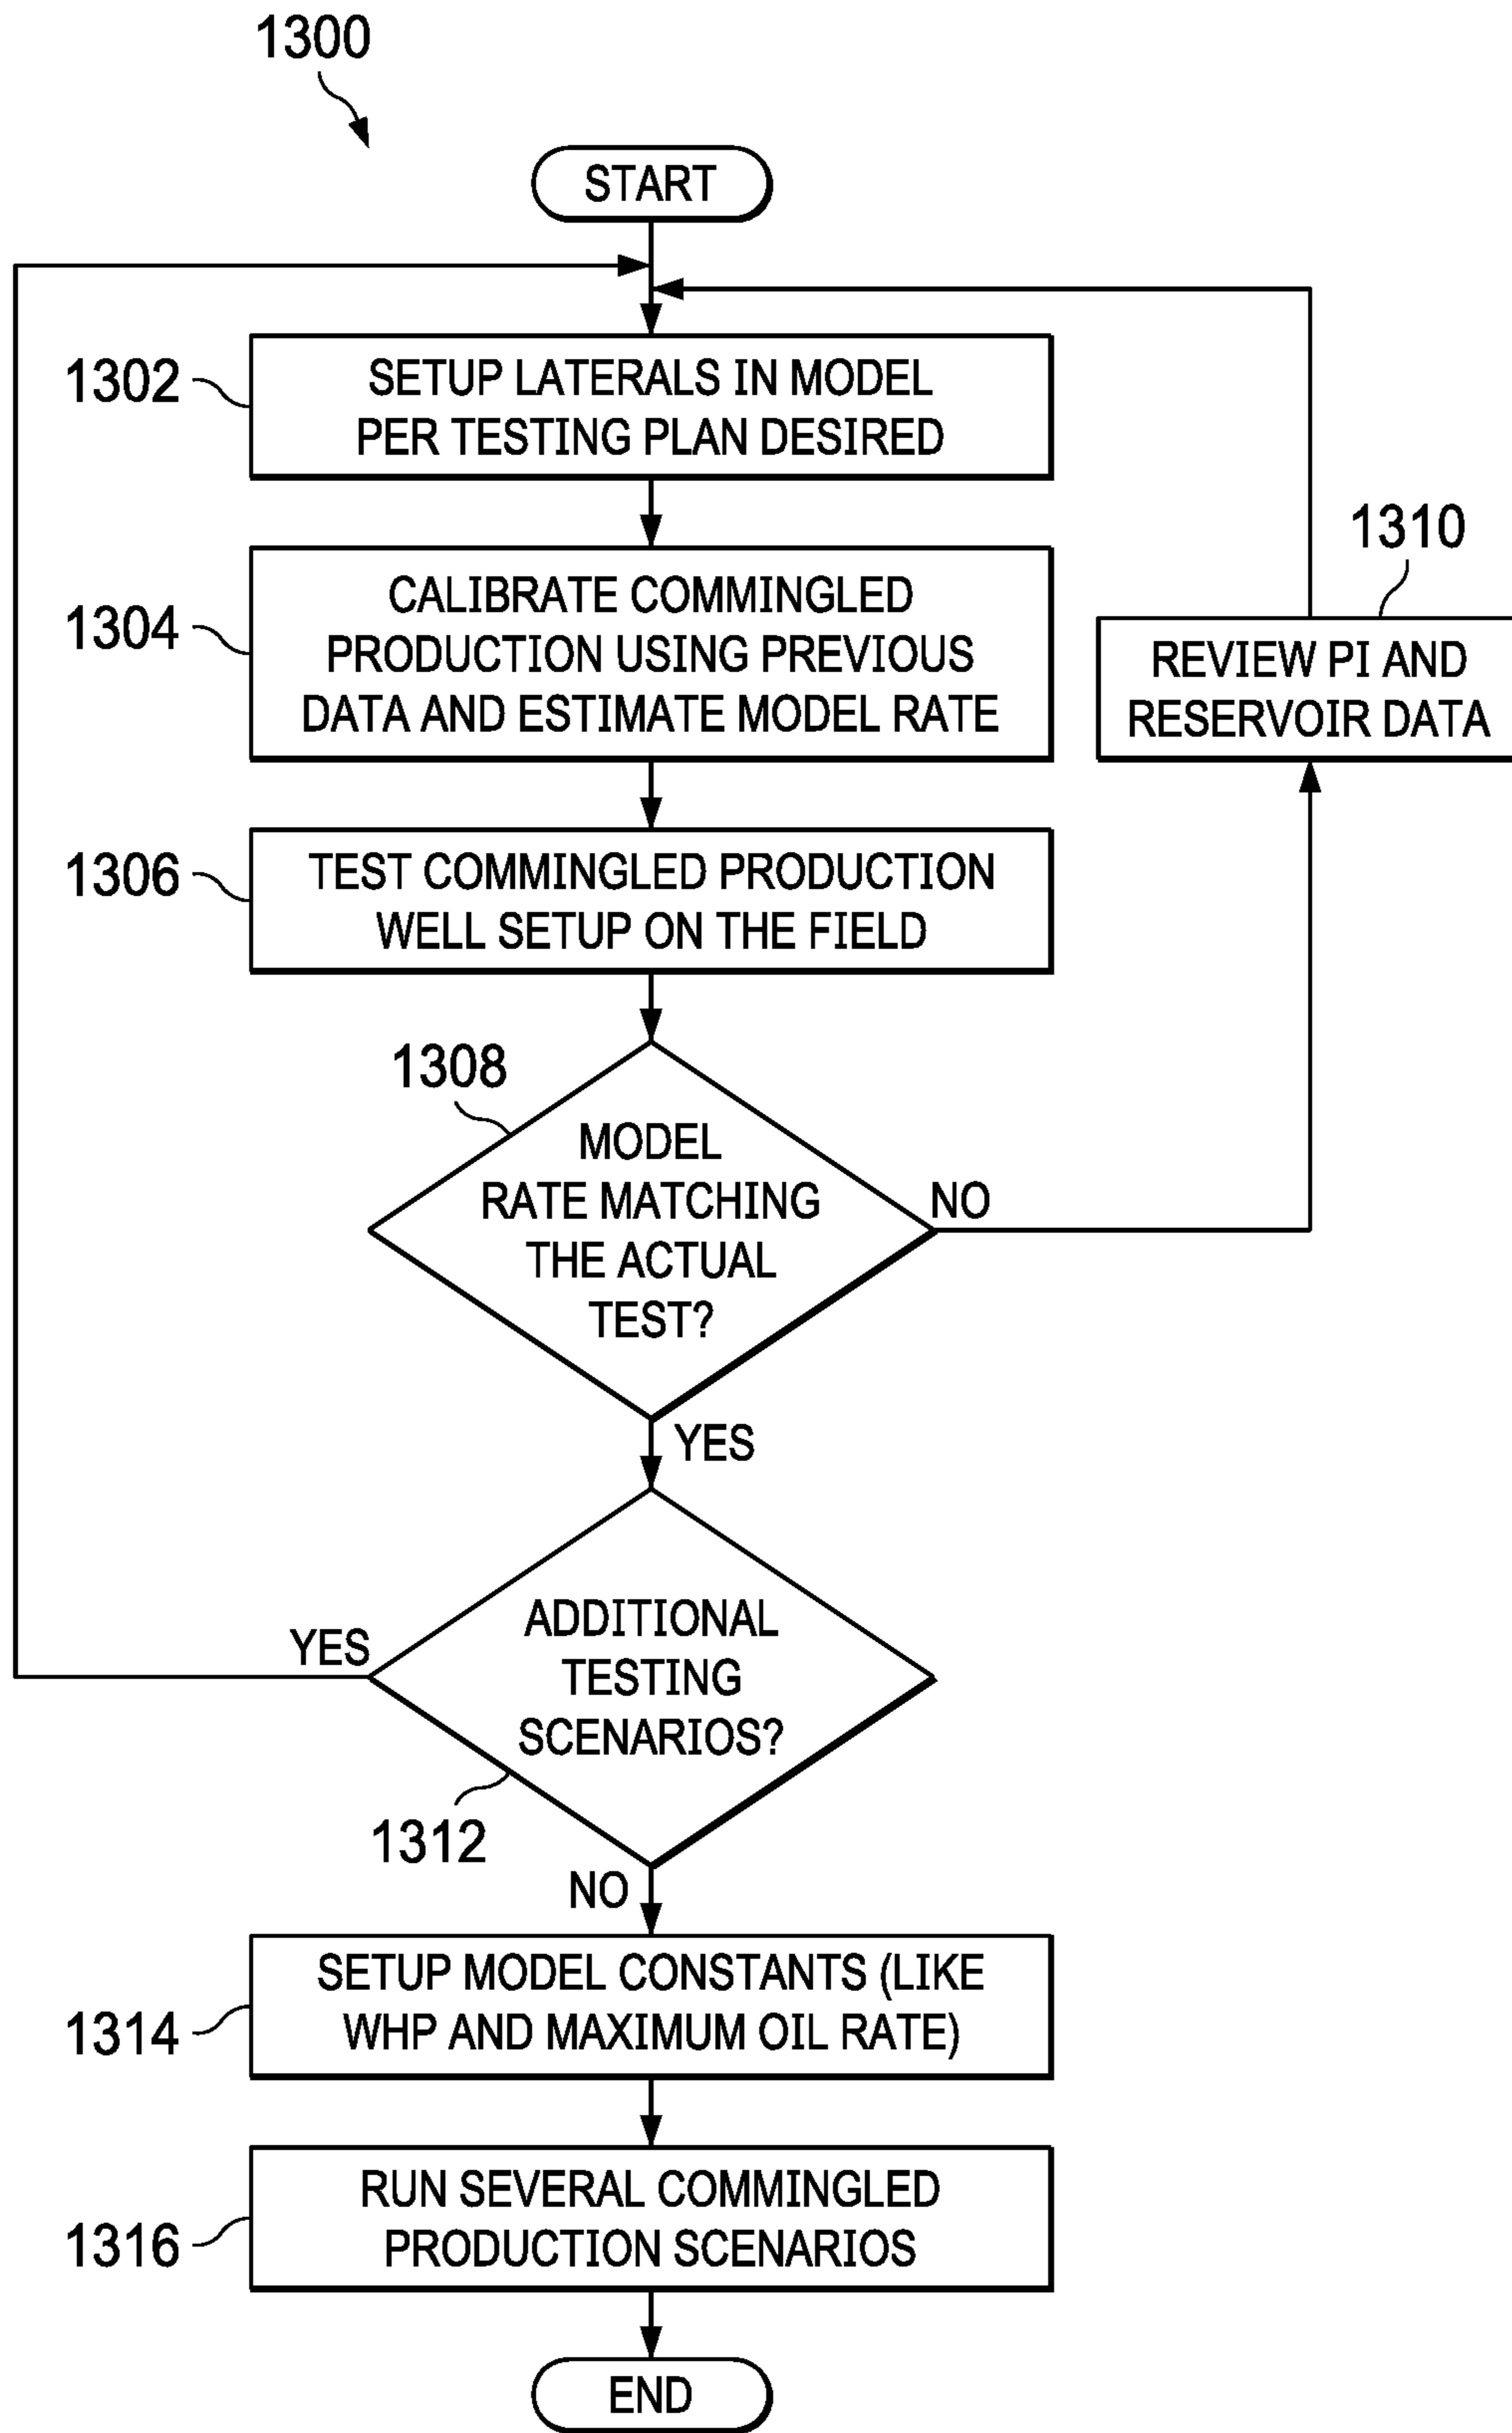 1300
START
1302
SETUP LATERALS IN MODEL
PER TESTING PLAN DESIRED
1304
CALIBRATE COMMINGLED
PRODUCTION USING PREVIOUS
DATA AND ESTIMATE MODEL RATE
1310
REVIEW PI AND
RESERVOIR DATA
1306
TEST COMMINGLED PRODUCTION
WELL SETUP ON THE FIELD
1308
MODEL
RATE MATCHING
THE ACTUAL
TEST?
NO
YES
ADDITIONAL
TESTING
SCENARIOS?
YES
1312
NO
1314
SETUP MODEL CONSTANTS (LIKE
WHP AND MAXIMUM OIL RATE)
1316
RUN SEVERAL COMMINGLED
PRODUCTION SCENARIOS
END